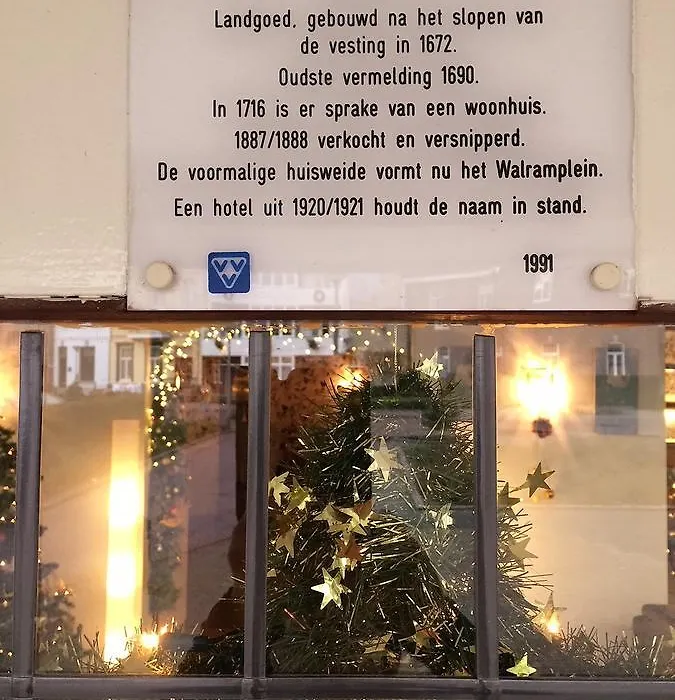 Landgoed, gebouwd na het slopen van
de vesting in 1672.
Oudste vermelding 1690.
In 1716 is er sprake van een woonhuis.
1887/1888 verkocht en versnipperd.
De voormalige huisweide vormt nu het Walramplein.
Een hotel uit 1920/1921 houdt de naam in stand.
VVV
1991